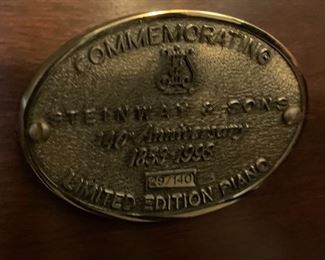 COMMEMORATING
STEINWAY & SONS
140th Anniversary
1853-1993
29/140
LIMITED EDITION PIANO